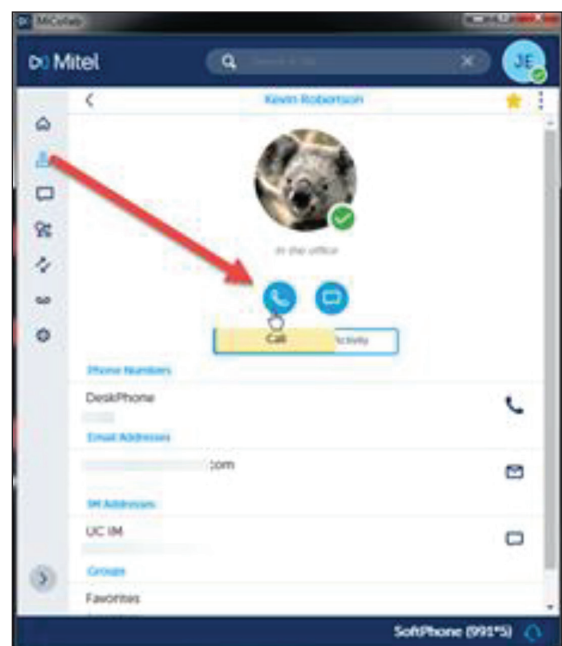 MiCollab
Mitel
JE
Kevin Robertson
In the office
Call
Activity
Phone Numbers
DeskPhone
Email Addresses
.com
IM Addresses
UC IM
Groups
Favorites
SoftPhone (991*5)